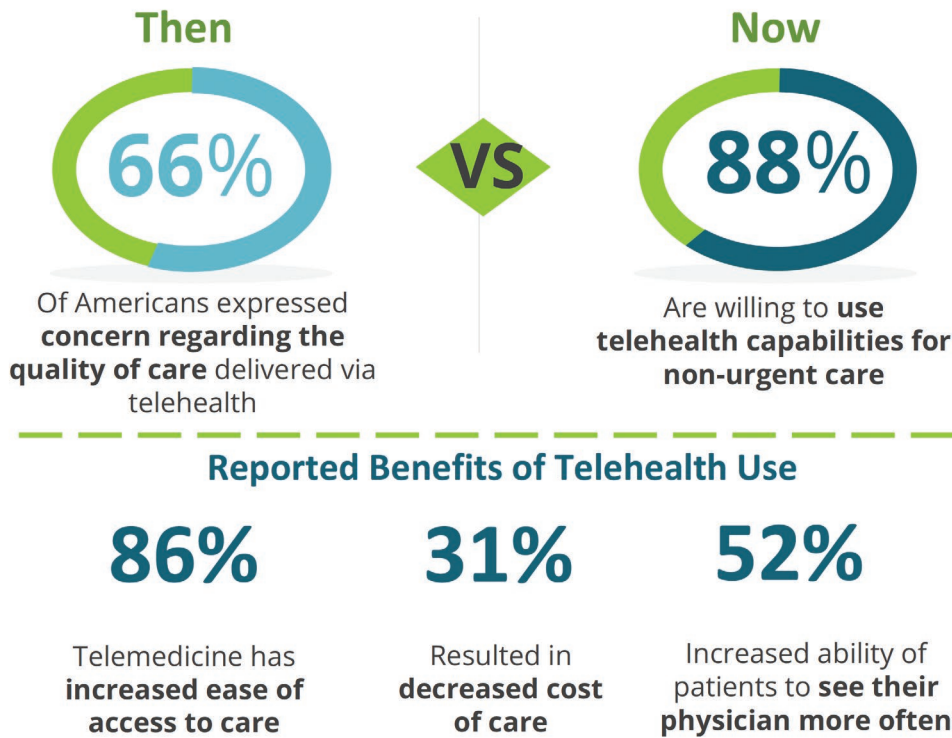 Then
66%
Of Americans expressed
concern regarding the
quality of care delivered via
telehealth
VS
Now
88%
Are willing to use
telehealth capabilities for
non-urgent care
Reported Benefits of Telehealth Use
86%
Telemedicine has
increased ease of
access to care
31%
Resulted in
decreased cost
of care
52%
Increased ability of
patients to see their
physician more often